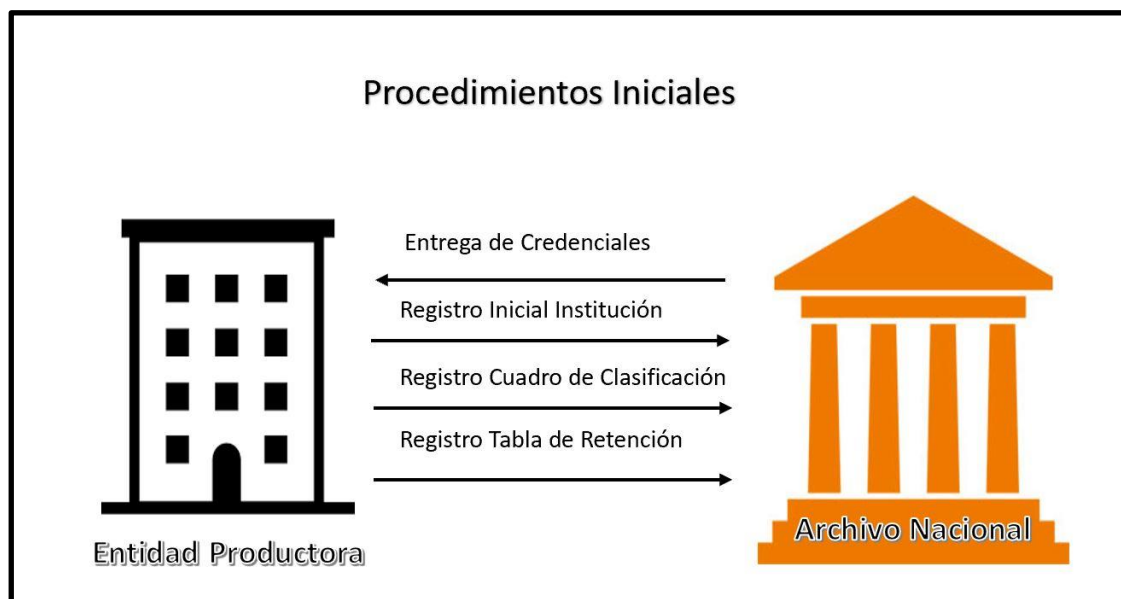 Procedimientos Iniciales
Entrega de Credenciales
Registro Inicial Institución
Registro Cuadro de Clasificación
Registro Tabla de Retención
Entidad Productora
Archivo Nacional